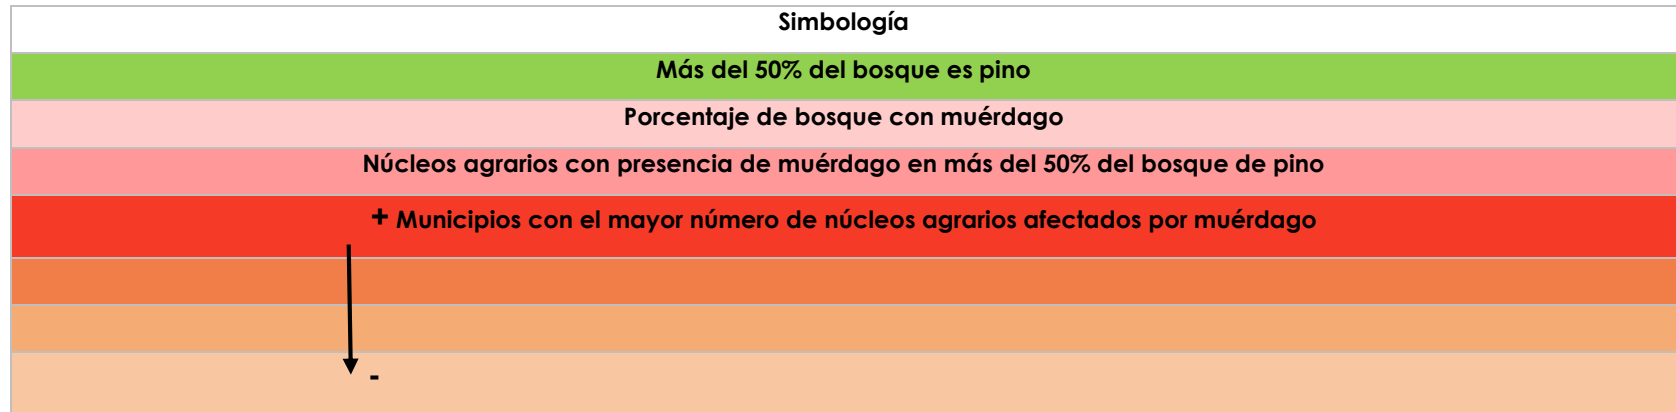 Simbología
Más del 50% del bosque es pino
Porcentaje de bosque con muérdago
Núcleos agrarios con presencia de muérdago en más del 50% del bosque de pino
+ Municipios con el mayor número de núcleos agrarios afectados por muérdago
-